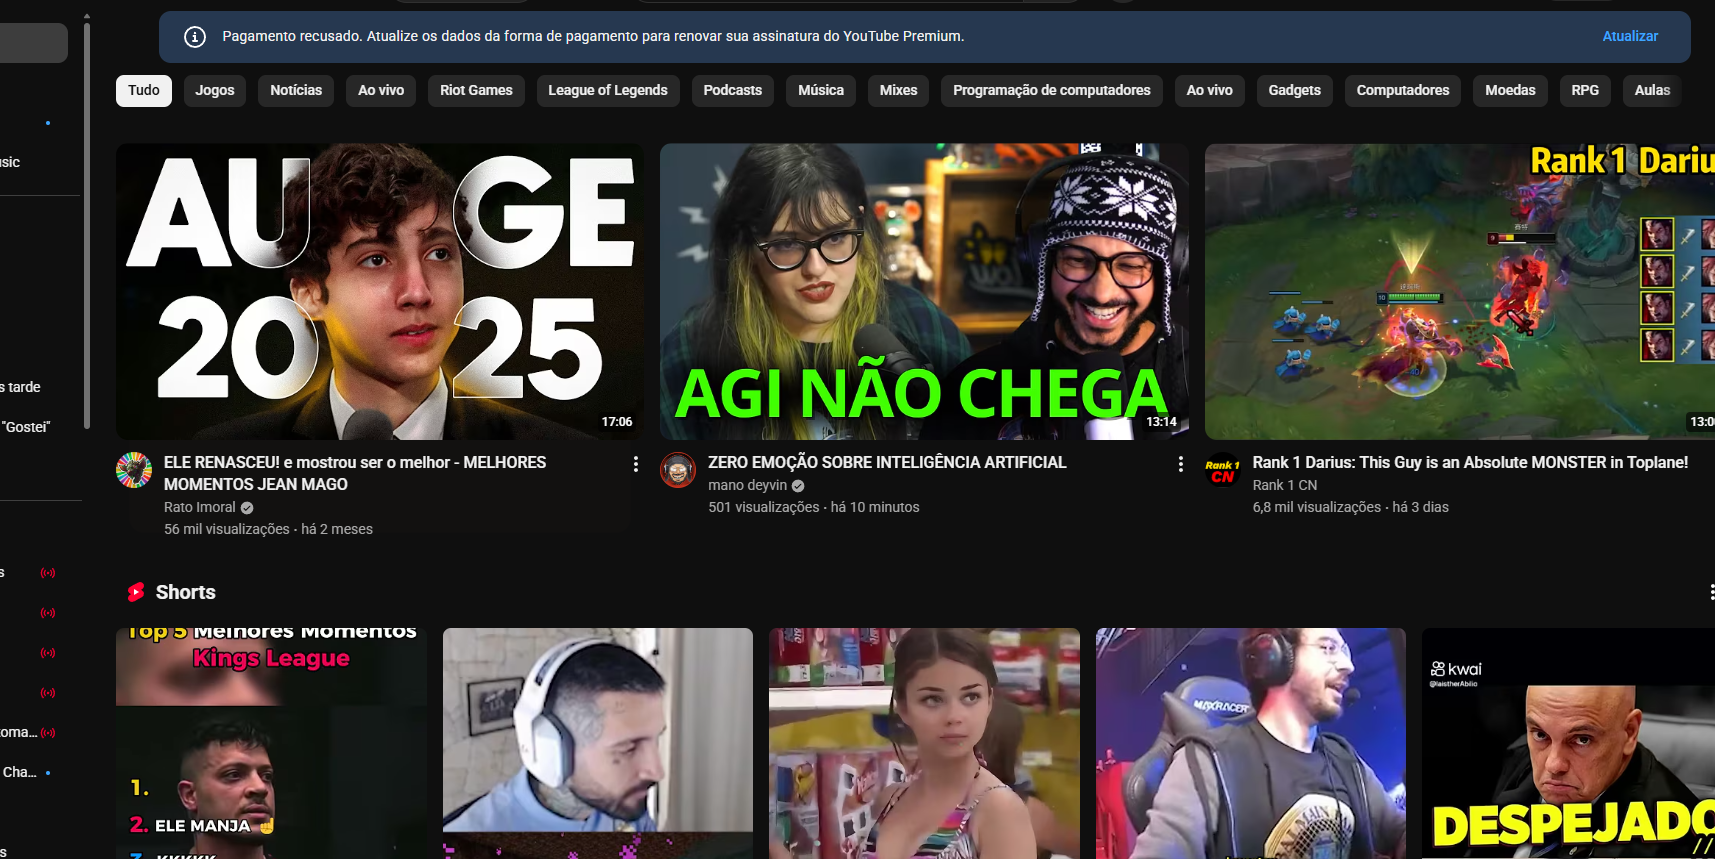 Pagamento recusado. Atualize os dados da forma de pagamento para renovar sua assinatura do YouTube Premium.
Atualizar
Tudo
Jogos
Notícias
Ao vivo
Riot Games
League of Legends
Podcasts
Música
Mixes
Programação de computadores
Ao vivo
Gadgets
Computadores
Moedas
RPG
Aulas
usic
s tarde
"Gostei"
s
oma...
Cha...
s
AUGE
2025
17:06
AGI NÃO CHEGA
13:14
Rank 1 Dariu
13:0
ELE RENASCEU! e mostrou ser o melhor - MELHORES
MOMENTOS JEAN MAGO
Rato Imoral
56 mil visualizações • há 2 meses
ZERO EMOÇÃO SOBRE INTELIGÊNCIA ARTIFICIAL
mano deyvin
501 visualizações • há 10 minutos
Rank 1
CN
Rank 1 Darius: This Guy is an Absolute MONSTER in Toplane!
Rank 1 CN
6,8 mil visualizações • há 3 dias
Shorts
Top 5 Melhores Momentos
Kings League
1.
2. ELE MANJA ☝
3. KKKKK
MAXRACER
kwai
@laistherAbilio
DESPEJADO